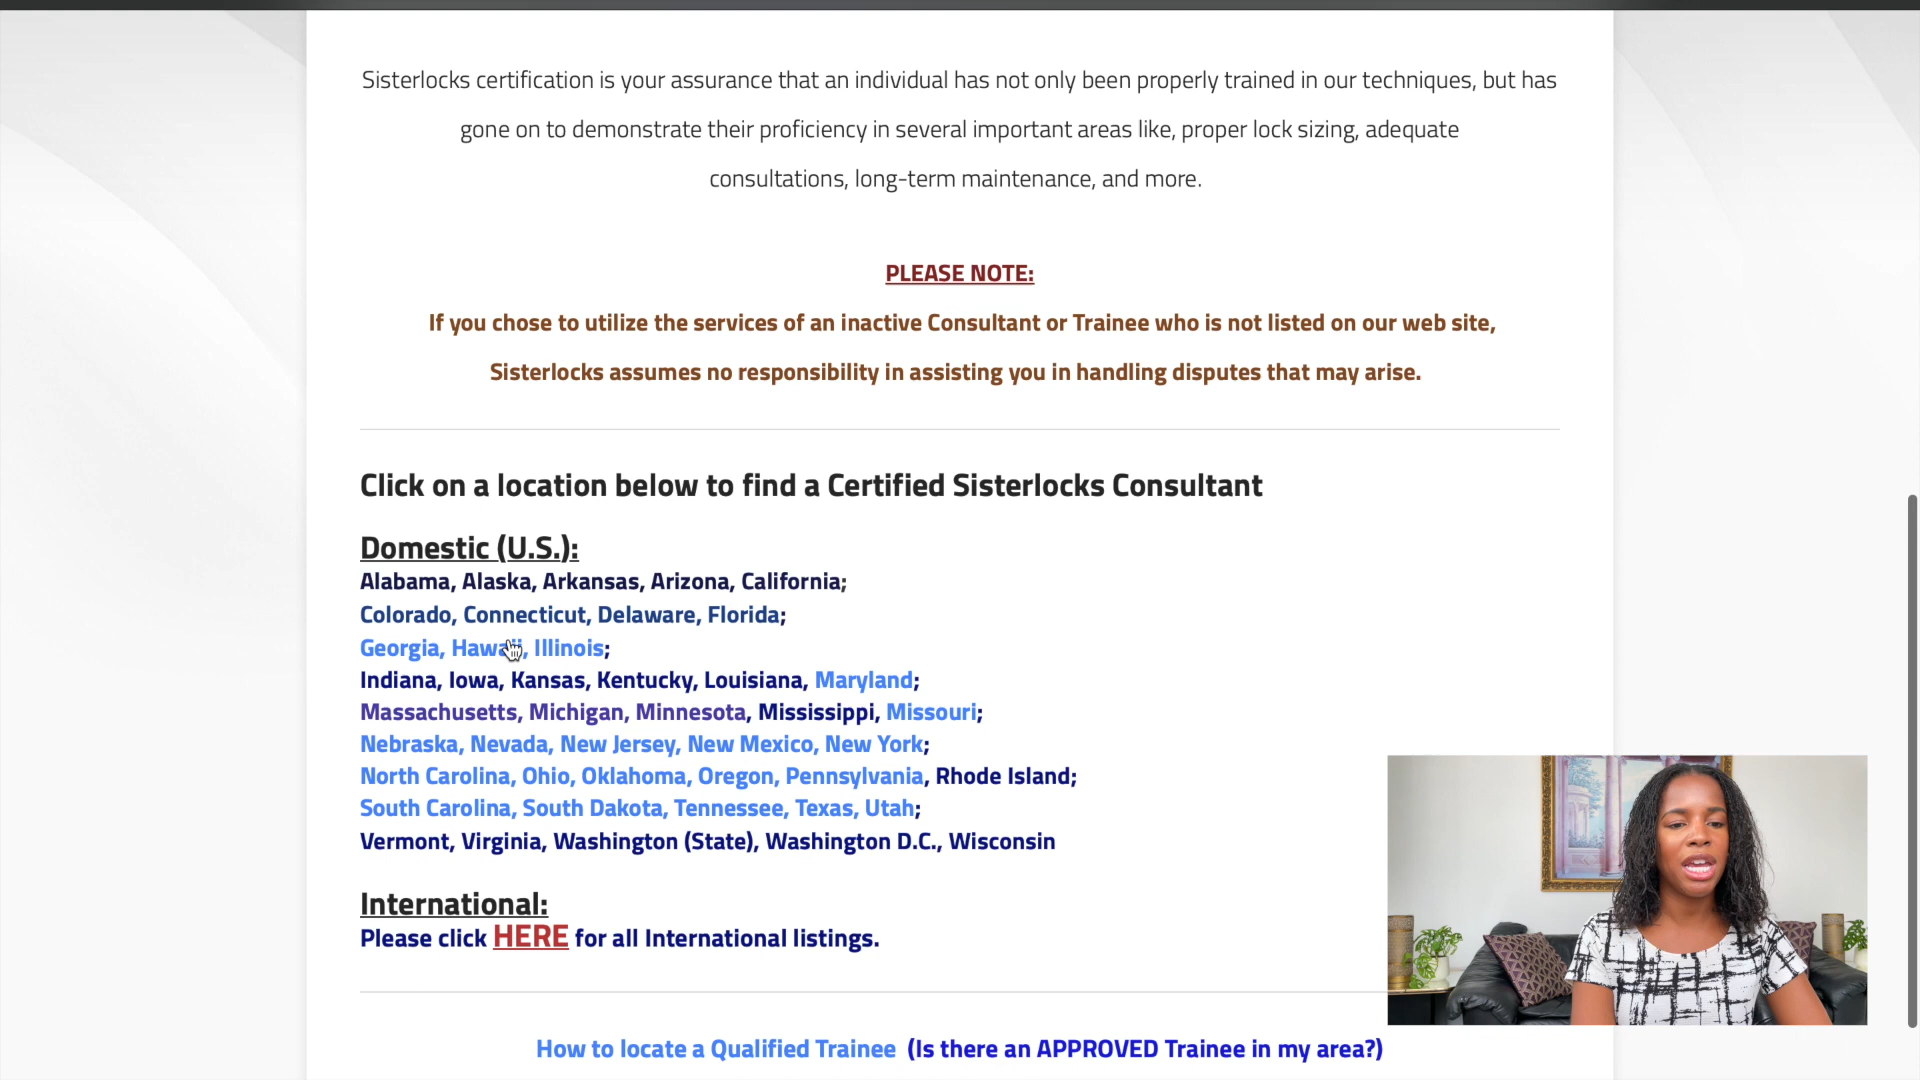 Sisterlocks certification is your assurance that an individual has not only been properly trained in our techniques, but has
gone on to demonstrate their proficiency in several important areas like, proper lock sizing, adequate
consultations, long-term maintenance, and more.
PLEASE NOTE:
If you chose to utilize the services of an inactive Consultant or Trainee who is not listed on our web site,
Sisterlocks assumes no responsibility in assisting you in handling disputes that may arise.
Click on a location below to find a Certified Sisterlocks Consultant
Domestic (U.S.):
Alabama, Alaska, Arkansas, Arizona, California;
Colorado, Connecticut, Delaware, Florida;
Georgia, Hawaii, Illinois;
Indiana, Iowa, Kansas, Kentucky, Louisiana, Maryland;
Massachusetts, Michigan, Minnesota, Mississippi, Missouri;
Nebraska, Nevada, New Jersey, New Mexico, New York;
North Carolina, Ohio, Oklahoma, Oregon, Pennsylvania, Rhode Island;
South Carolina, South Dakota, Tennessee, Texas, Utah;
Vermont, Virginia, Washington (State), Washington D.C., Wisconsin
International:
Please click HERE for all International listings.
How to locate a Qualified Trainee (Is there an APPROVED Trainee in my area?)